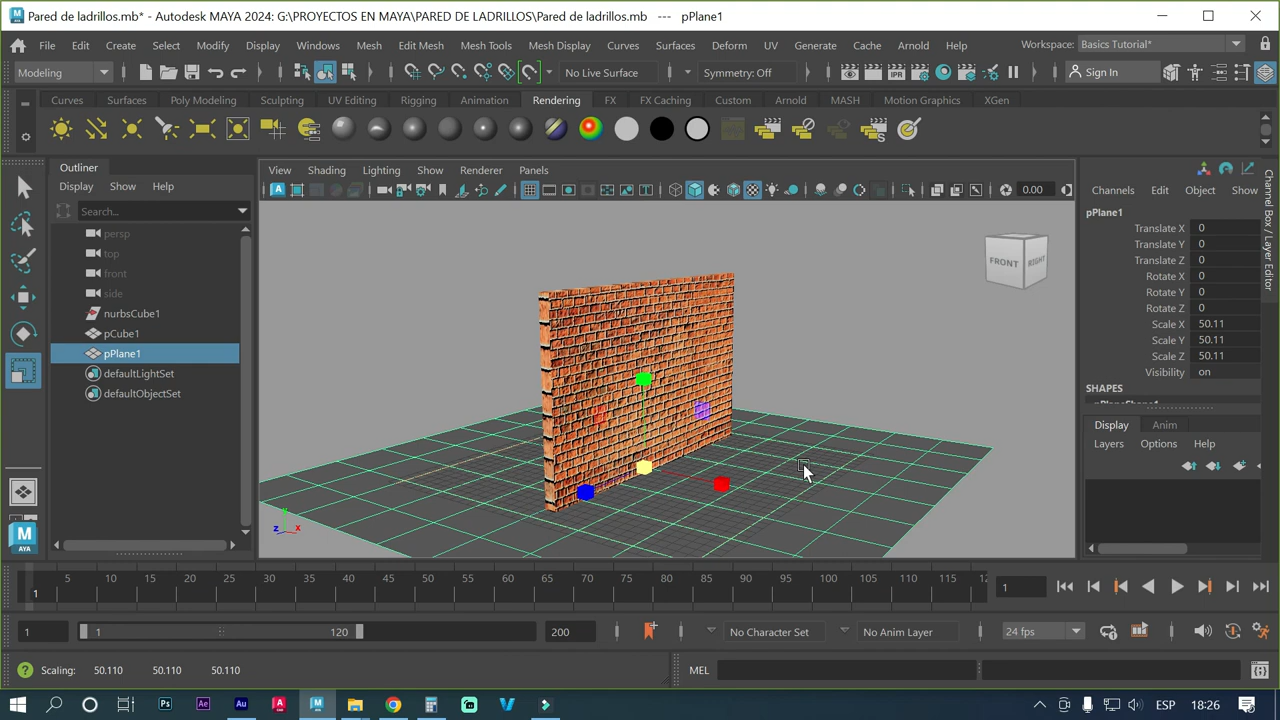 Pared de ladrillos.mb* - Autodesk MAYA 2024: G:\PROYECTOS EN MAYA\PARED DE LADRILLOS\Pared de ladrillos.mb --- pPlane1
File Edit Create Select Modify Display Windows Mesh Edit Mesh Mesh Tools Mesh Display Curves Surfaces Deform UV Generate Cache Arnold Help Workspace: Basics Tutorial*
Modeling No Live Surface Symmetry: Off IPR Sign In
Curves Surfaces Poly Modeling Sculpting UV Editing Rigging Animation Rendering FX FX Caching Custom Arnold MASH Motion Graphics XGen
Outliner
Display Show Help
Search...
persp
top
front
side
nurbsCube1
pCube1
pPlane1
defaultLightSet
defaultObjectSet
View Shading Lighting Show Renderer Panels
0.00
FRONT RIGHT
z x
Channels Edit Object Show
pPlane1
Translate X 0
Translate Y 0
Translate Z 0
Rotate X 0
Rotate Y 0
Rotate Z 0
Scale X 50.11
Scale Y 50.11
Scale Z 50.11
Visibility on
SHAPES
Display Anim
Layers Options Help
Channel Box / Layer Editor
M
AYA
5 10 15 20 25 30 35 40 45 50 55 60 65 70 75 80 85 90 95 100 105 110 115 12
1
1
1 1 120 200 No Character Set No Anim Layer 24 fps
Scaling: 50.110 50.110 50.110 MEL
Ps Ae Au A M V ESP 18:26